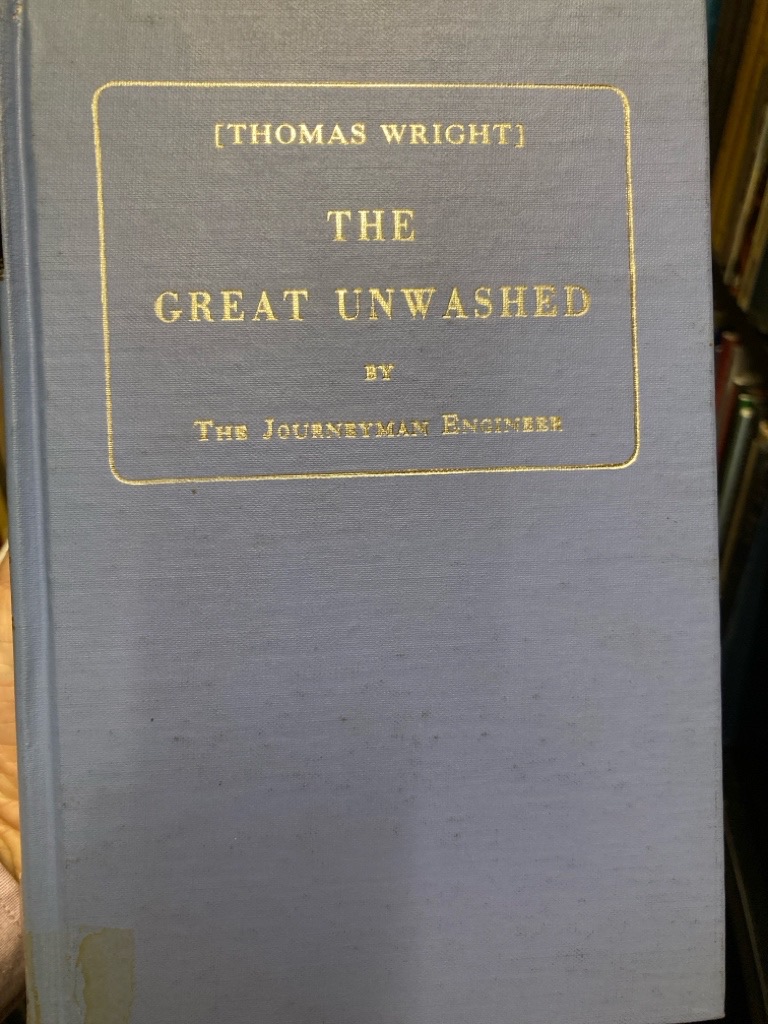 [THOMAS WRIGHT]
THE
GREAT UNWASHED
BY
THE JOURNEYMAN ENGINEER